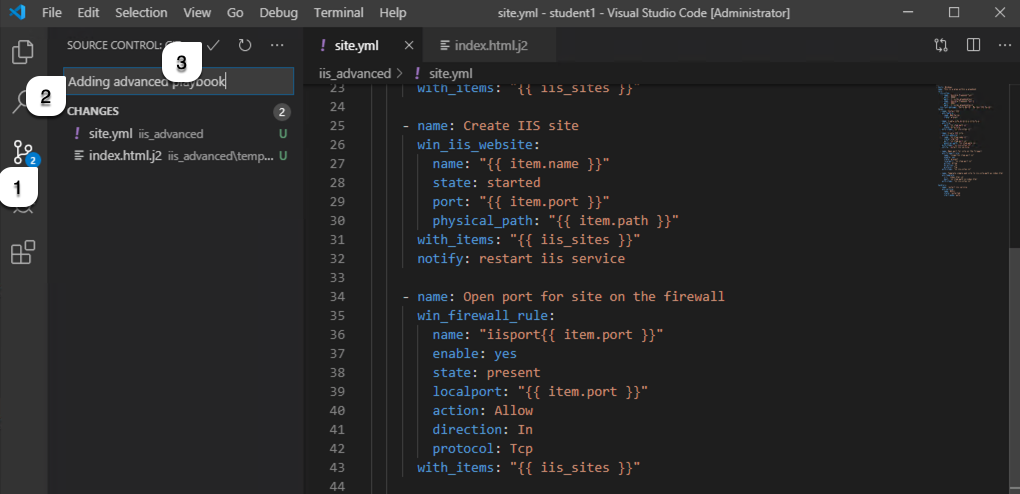 File Edit Selection View Go Debug Terminal Help site.yml - student1 - Visual Studio Code [Administrator]
SOURCE CONTROL:
3
Adding advanced playbook
2
CHANGES 2
! site.yml iis_advanced U
index.html.j2 iis_advanced\temp... U
2
1
! site.yml index.html.j2
iis_advanced > ! site.yml
23 with_items: "{{ iis_sites }}"
24
25 - name: Create IIS site
26 win_iis_website:
27 name: "{{ item.name }}"
28 state: started
29 port: "{{ item.port }}"
30 physical_path: "{{ item.path }}"
31 with_items: "{{ iis_sites }}"
32 notify: restart iis service
33
34 - name: Open port for site on the firewall
35 win_firewall_rule:
36 name: "iisport{{ item.port }}"
37 enable: yes
38 state: present
39 localport: "{{ item.port }}"
40 action: Allow
41 direction: In
42 protocol: Tcp
43 with_items: "{{ iis_sites }}"
44